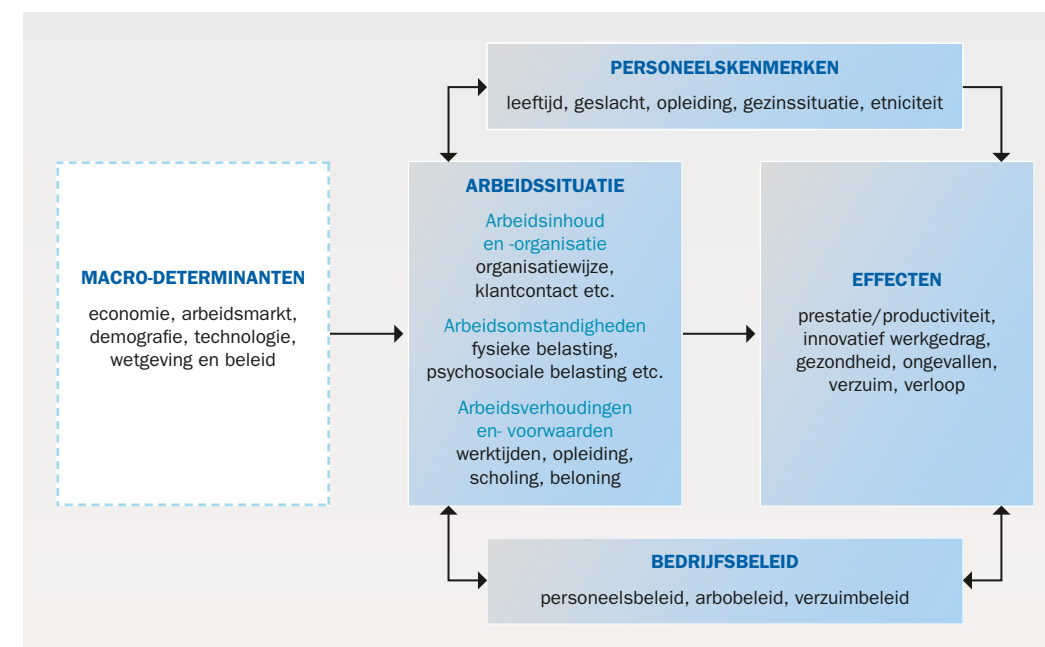 PERSONEELSKENMERKEN
leeftijd, geslacht, opleiding, gezinssituatie, etniciteit
MACRO-DETERMINANTEN
economie, arbeidsmarkt,
demografie, technologie,
wetgeving en beleid
ARBEIDSSITUATIE
Arbeidsinhoud
en -organisatie
organisatiewijze,
klantcontact etc.
Arbeidsomstandigheden
fysieke belasting,
psychosociale belasting etc.
Arbeidsverhoudingen
en- voorwaarden
werktijden, opleiding,
scholing, beloning
EFFECTEN
prestatie/productiviteit,
innovatief werkgedrag,
gezondheid, ongevallen,
verzuim, verloop
BEDRIJFSBELEID
personeelsbeleid, arbobeleid, verzuimbeleid